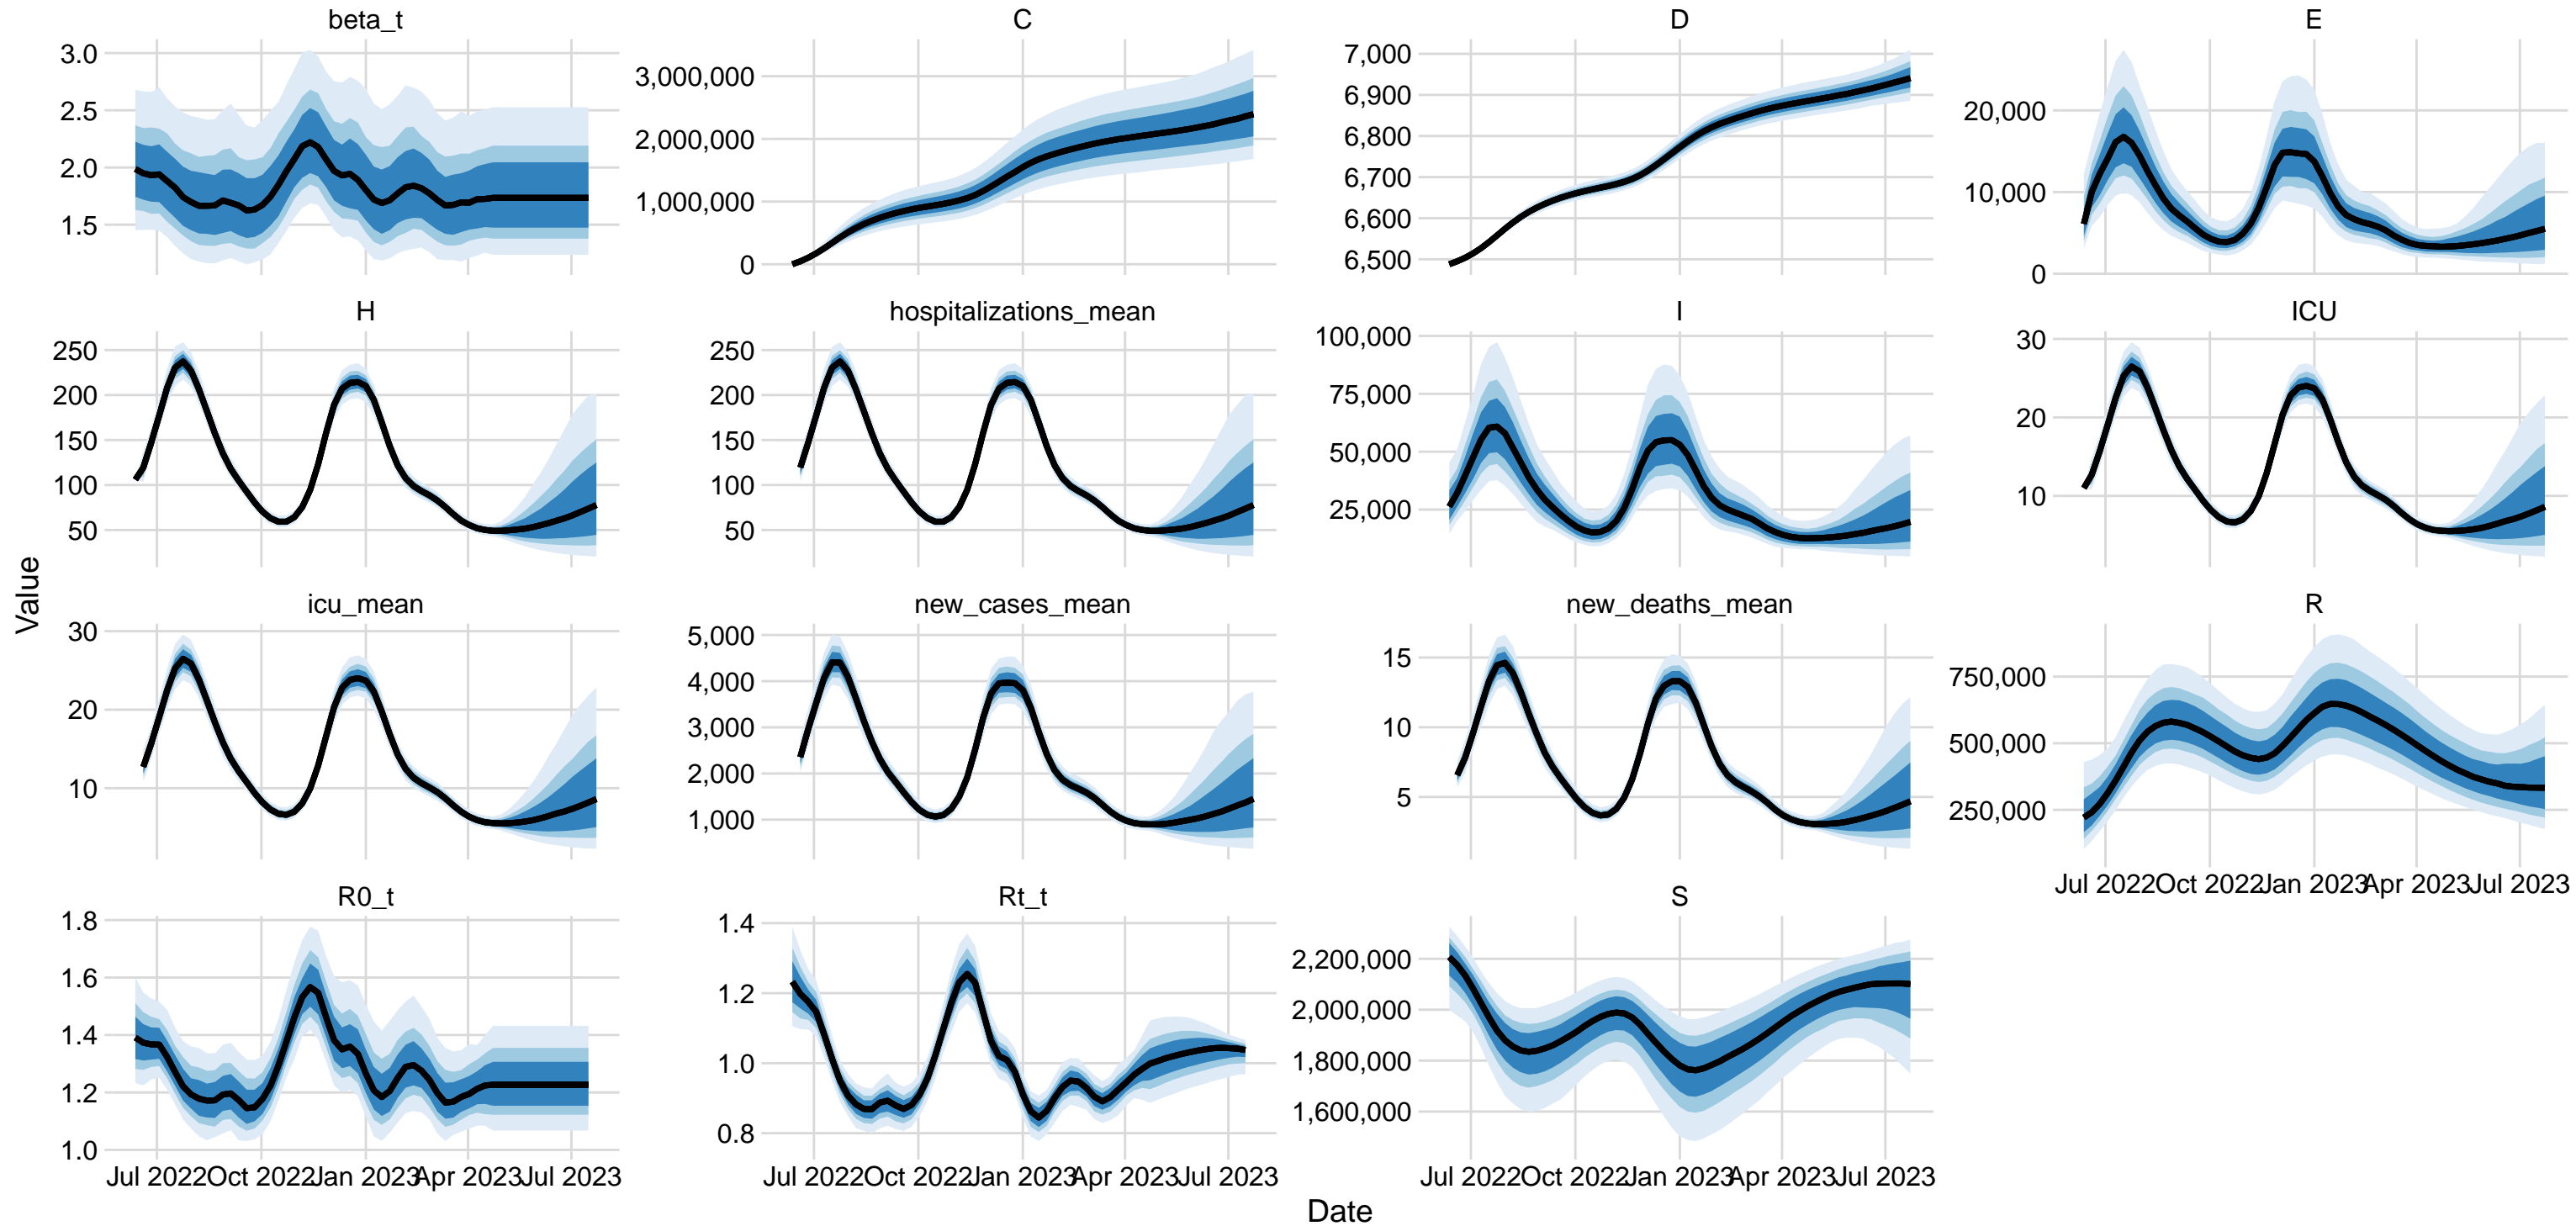 beta_t
C
D
E
3.0
2.5
2.0
1.5
3,000,000
2,000,000
1,000,000
0
7,000
6,900
6,800
6,700
6,600
6,500
20,000
10,000
0
H
hospitalizations_mean
I
ICU
250
200
150
100
50
250
200
150
100
50
100,000
75,000
50,000
25,000
30
20
10
icu_mean
new_cases_mean
new_deaths_mean
R
30
20
10
5,000
4,000
3,000
2,000
1,000
15
10
5
750,000
500,000
250,000
Jul 2022 Oct 2022 Jan 2023 Apr 2023 Jul 2023
R0_t
Rt_t
S
1.8
1.6
1.4
1.2
1.0
1.4
1.2
1.0
0.8
2,200,000
2,000,000
1,800,000
1,600,000
Jul 2022 Oct 2022 Jan 2023 Apr 2023 Jul 2023
Jul 2022 Oct 2022 Jan 2023 Apr 2023 Jul 2023
Jul 2022 Oct 2022 Jan 2023 Apr 2023 Jul 2023
Value
Date